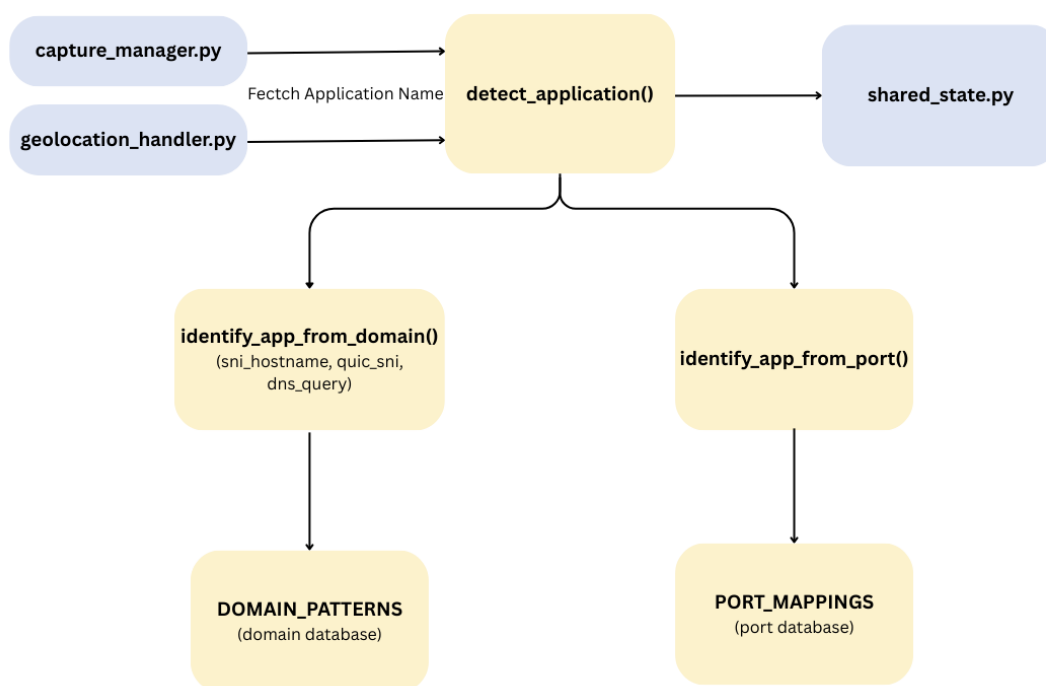 capture_manager.py
Fectch Application Name
geolocation_handler.py
detect_application()
shared_state.py
identify_app_from_domain()
(sni_hostname, quic_sni,
dns_query)
identify_app_from_port()
DOMAIN_PATTERNS
(domain database)
PORT_MAPPINGS
(port database)